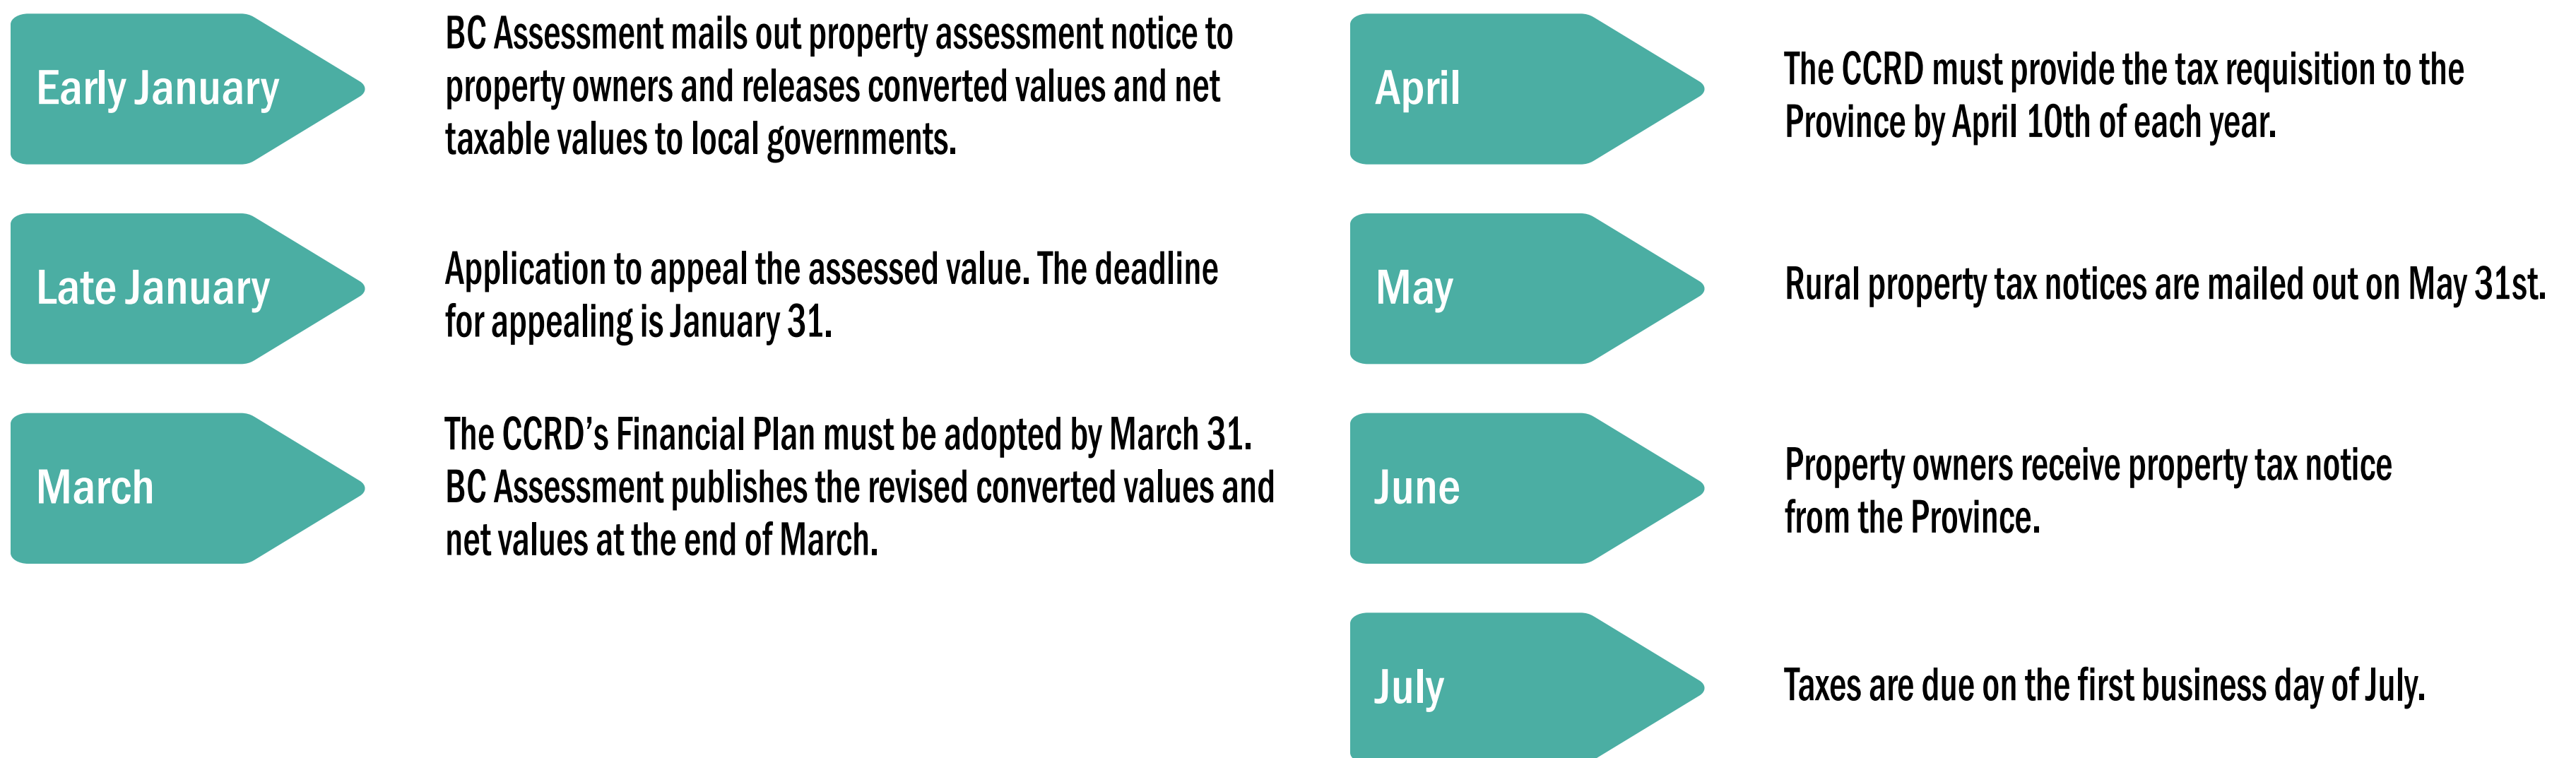 Early January
BC Assessment mails out property assessment notice to
property owners and releases converted values and net
taxable values to local governments.
Late January
Application to appeal the assessed value. The deadline
for appealing is January 31.
March
The CCRD’s Financial Plan must be adopted by March 31.
BC Assessment publishes the revised converted values and
net values at the end of March.
April
The CCRD must provide the tax requisition to the
Province by April 10th of each year.
May
Rural property tax notices are mailed out on May 31st.
June
Property owners receive property tax notice
from the Province.
July
Taxes are due on the first business day of July.